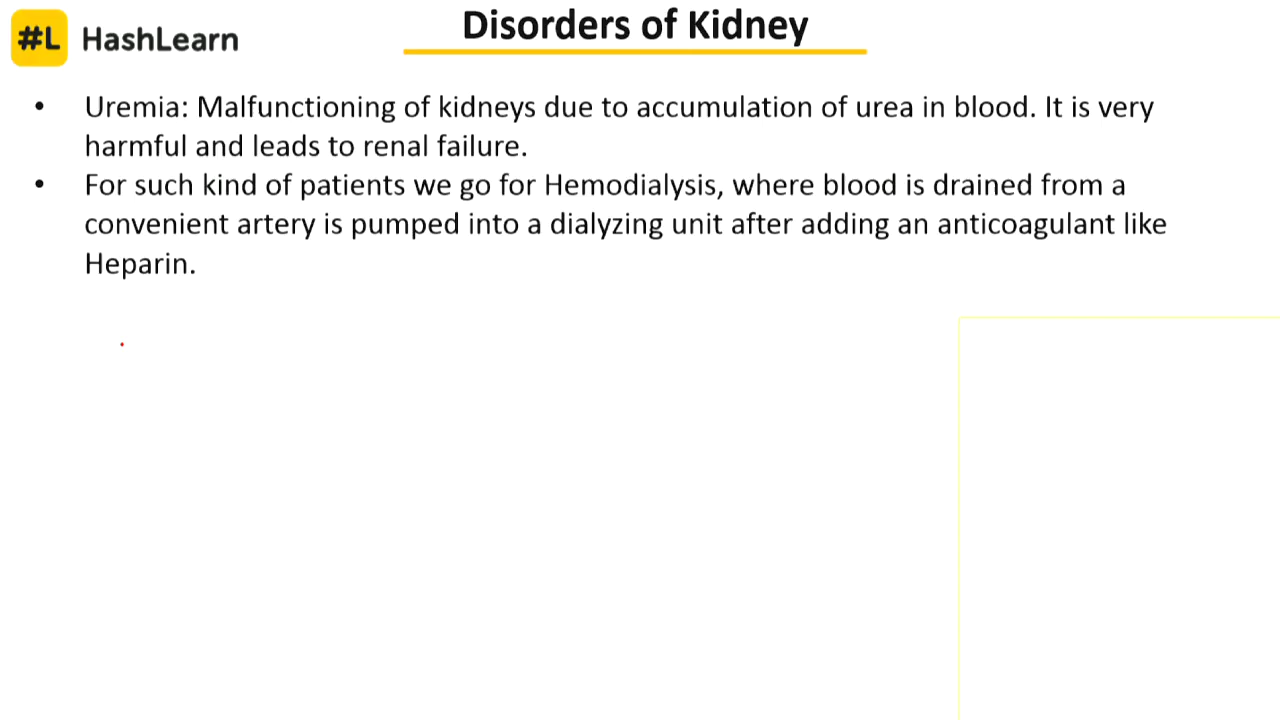 #L HashLearn
Disorders of Kidney
• Uremia: Malfunctioning of kidneys due to accumulation of urea in blood. It is very
harmful and leads to renal failure.
• For such kind of patients we go for Hemodialysis, where blood is drained from a
convenient artery is pumped into a dialyzing unit after adding an anticoagulant like
Heparin.